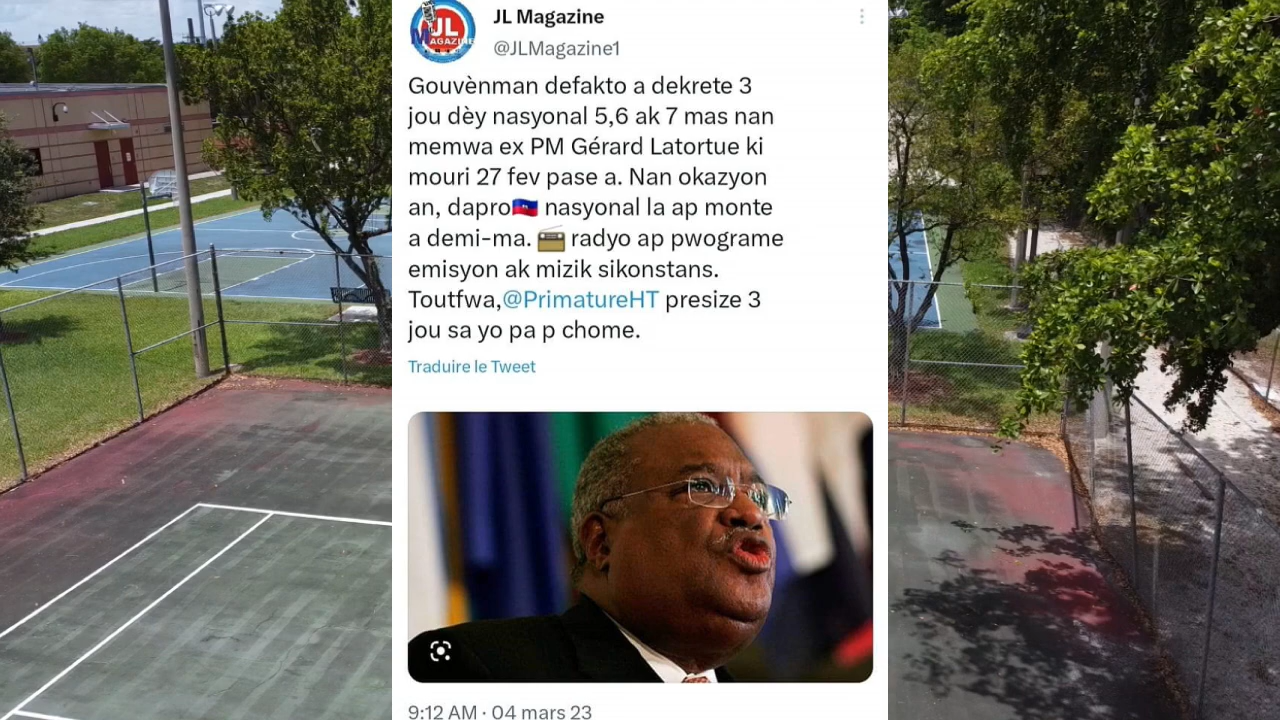 JL Magazine
@JLMagazine1
JL
MAGAZINE
Gouvènman defakto a dekrete 3
jou dèy nasyonal 5,6 ak 7 mas nan
memwa ex PM Gérard Latortue ki
mouri 27 fev pase a. Nan okazyon
an, dapro🇭🇹 nasyonal la ap monte
a demi-ma. 📻 radyo ap pwograme
emisyon ak mizik sikonstans.
Toutfwa,@PrimatureHT presize 3
jou sa yo pa p chome.
Traduire le Tweet
9:12 AM · 04 mars 23